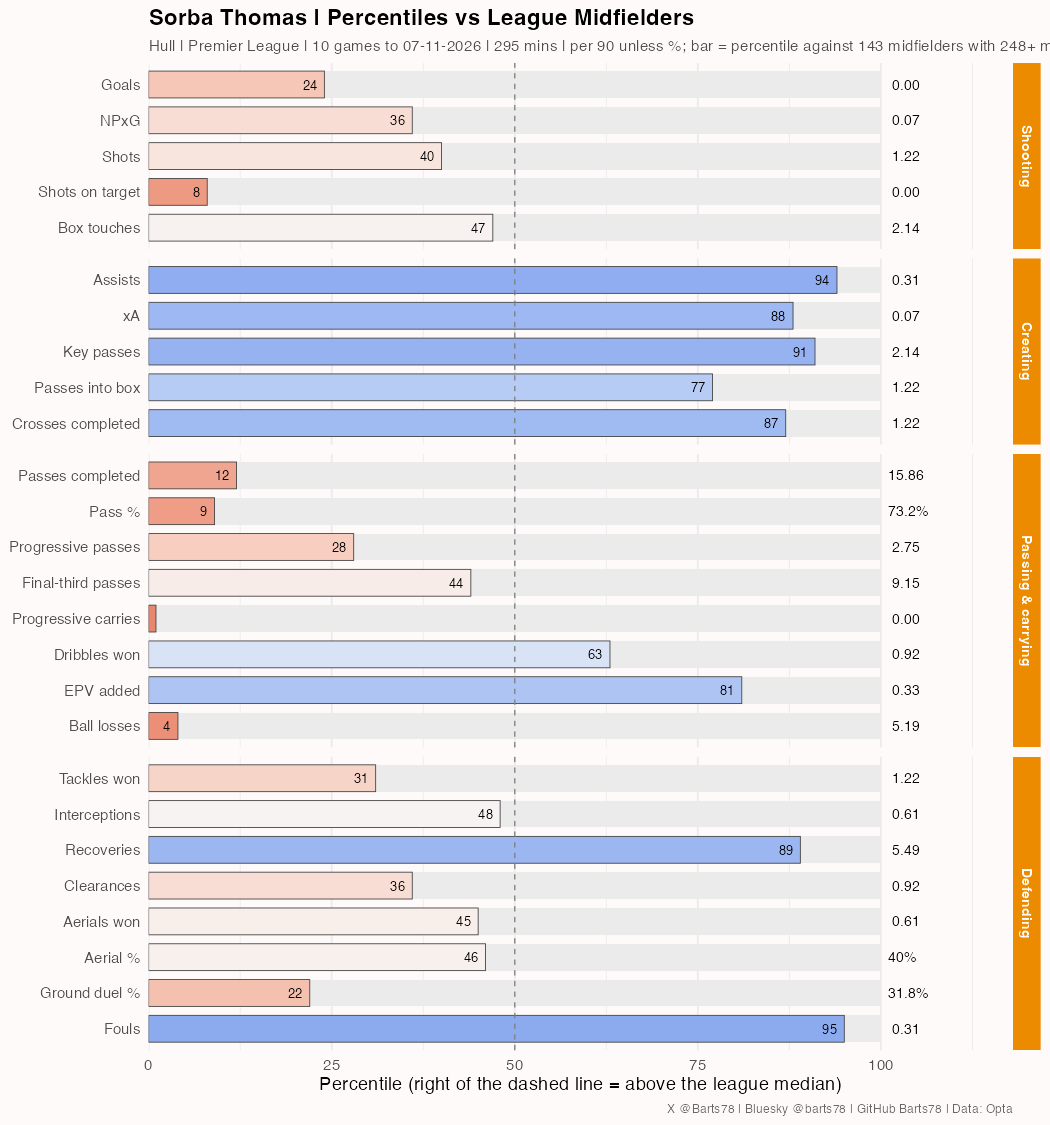 Sorba Thomas | Percentiles vs League Midfielders
Hull | Premier League | 10 games to 07-11-2026 | 295 mins | per 90 unless %; bar = percentile against 143 midfielders with 248+ m
Goals 24 0.00
NPxG 36 0.07
Shots 40 1.22
Shots on target 8 0.00
Box touches 47 2.14
Shooting
Assists 94 0.31
xA 88 0.07
Key passes 91 2.14
Passes into box 77 1.22
Crosses completed 87 1.22
Creating
Passes completed 12 15.86
Pass % 9 73.2%
Progressive passes 28 2.75
Final-third passes 44 9.15
Progressive carries 0.00
Dribbles won 63 0.92
EPV added 81 0.33
Ball losses 4 5.19
Passing & carrying
Tackles won 31 1.22
Interceptions 48 0.61
Recoveries 89 5.49
Clearances 36 0.92
Aerials won 45 0.61
Aerial % 46 40%
Ground duel % 22 31.8%
Fouls 95 0.31
Defending
0 25 50 75 100
Percentile (right of the dashed line = above the league median)
X @Barts78 | Bluesky @barts78 | GitHub Barts78 | Data: Opta